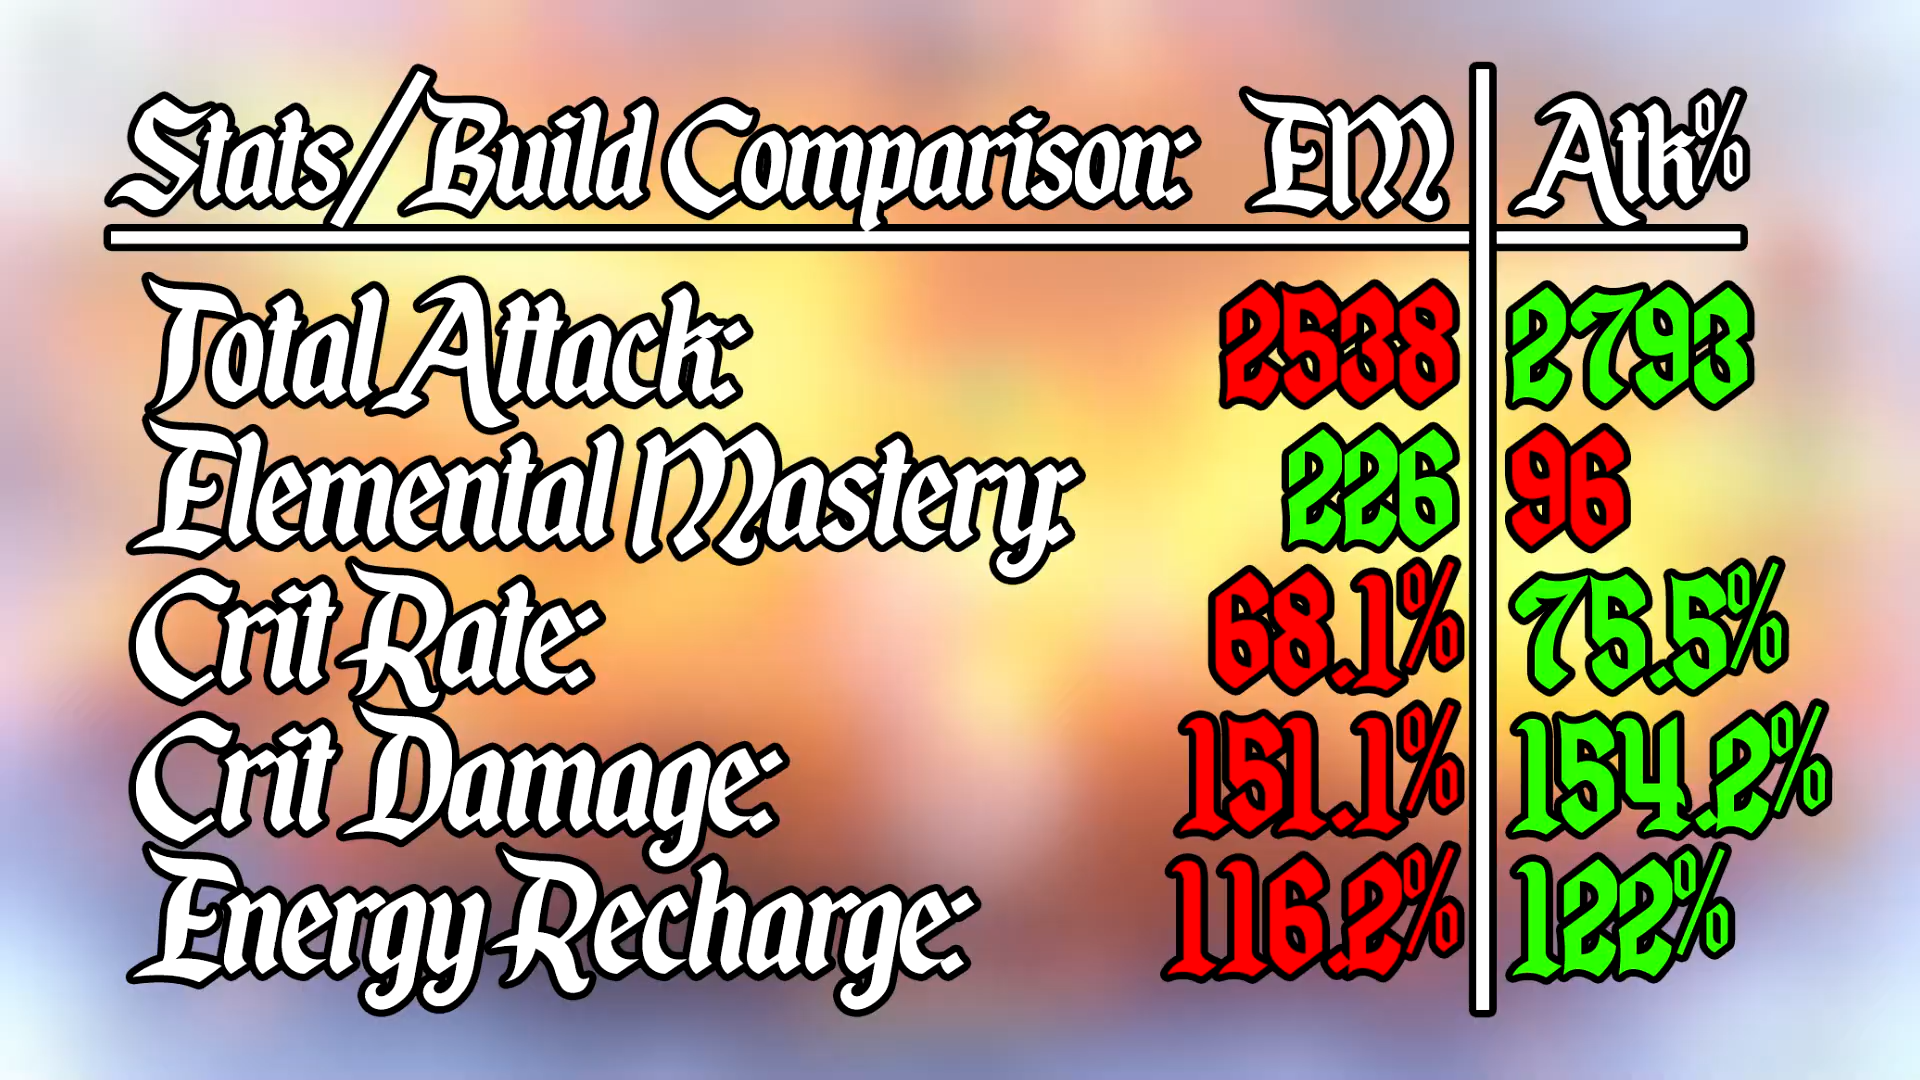 Stats/Build Comparison: EM Atk%
Total Attack: 2538 2793
Elemental Mastery: 226 96
Crit Rate: 68.1% 75.5%
Crit Damage: 151.1% 154.2%
Energy Recharge: 116.2% 122%